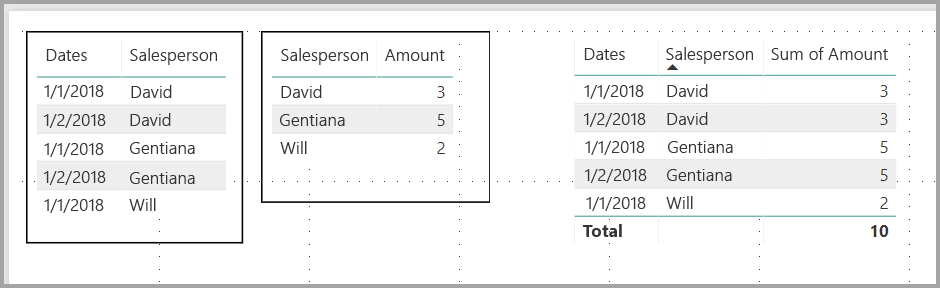 Dates Salesperson
1/1/2018 David
1/2/2018 David
1/1/2018 Gentiana
1/2/2018 Gentiana
1/1/2018 Will
Salesperson Amount
David 3
Gentiana 5
Will 2
Dates Salesperson Sum of Amount
1/1/2018 David 3
1/2/2018 David 3
1/1/2018 Gentiana 5
1/2/2018 Gentiana 5
1/1/2018 Will 2
Total 10